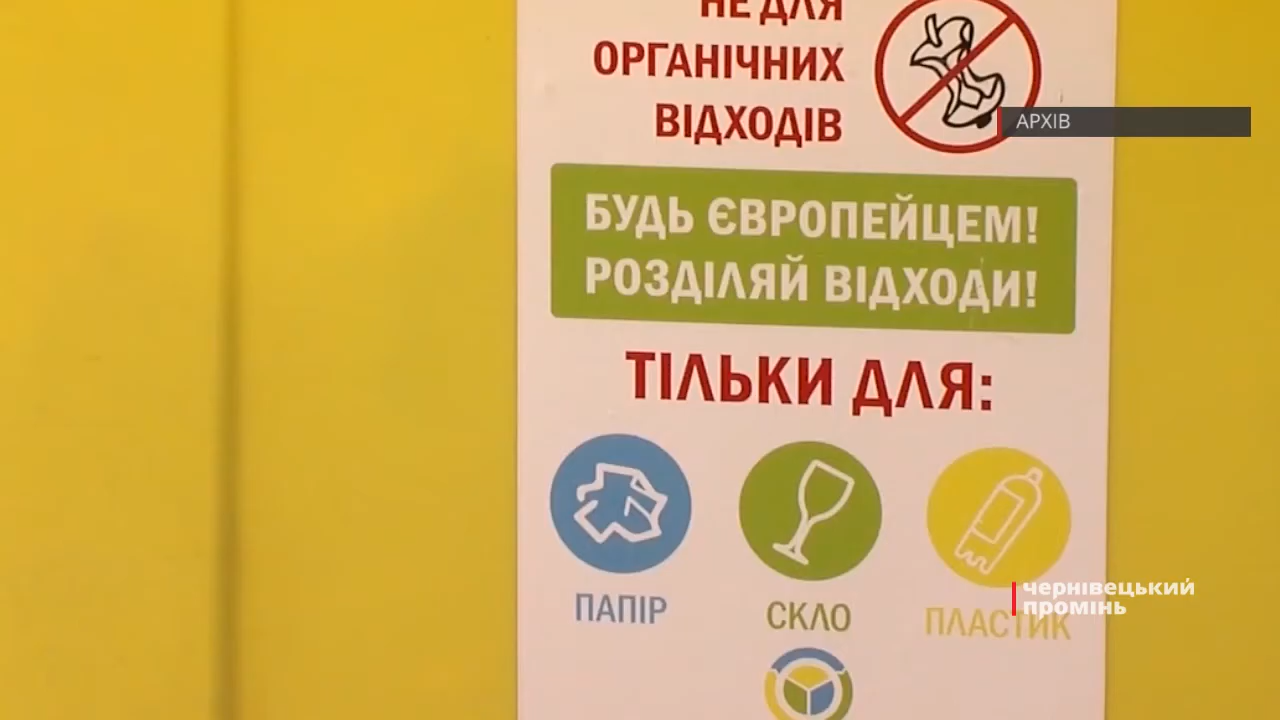 НЕ ДЛЯ
ОРГАНІЧНИХ
ВІДХОДІВ
АРХІВ
БУДЬ ЄВРОПЕЙЦЕМ!
РОЗДІЛЯЙ ВІДХОДИ!
ТІЛЬКИ ДЛЯ:
ПАПІР
СКЛО
ПЛАСТИК
чернівецький
промінь